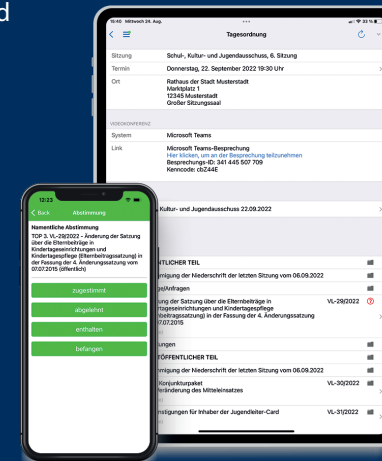 d
15:40 Mittwoch 24. Aug.
33 %
Tagesordnung
Sitzung Schul-, Kultur- und Jugendausschuss, 6. Sitzung
Termin Donnerstag, 22. September 2022 19:30 Uhr
Ort Rathaus der Stadt Musterstadt
Marktplatz 1
12345 Musterstadt
Großer Sitzungssaal
VIDEOKONFERENZ
System Microsoft Teams
Link Microsoft Teams-Besprechung
Hier klicken, um an der Besprechung teilzunehmen
Besprechungs-ID: 341 445 507 709
Kenncode: cbZ44E
Kultur- und Jugendausschuss 22.09.2022
NTLICHER TEIL
migung der Niederschrift der letzten Sitzung vom 06.09.2022
ge/Anfragen
ung der Satzung über die Elternbeiträge in VL-29/2022
rtageseinrichtungen und Kindertagespflege
nbeitragssatzung) in der Fassung der 4. Änderungssatzung
07.2015
ungen
TÖFFENTLICHER TEIL
migung der Niederschrift der letzten Sitzung vom 06.09.2022
Konjunkturpaket VL-30/2022
Veränderung des Mitteleinsatzes
nstigungen für Inhaber der Jugendleiter-Card VL-31/2022
12:23
Back Abstimmung
Namentliche Abstimmung
TOP 3. VL-29/2022 - Änderung der Satzung
über die Elternbeiträge in
Kindertageseinrichtungen und
Kindertagespflege (Elternbeitragssatzung) in
der Fassung der 4. Änderungssatzung vom
07.07.2015 (öffentlich)
zugestimmt
abgelehnt
enthalten
befangen